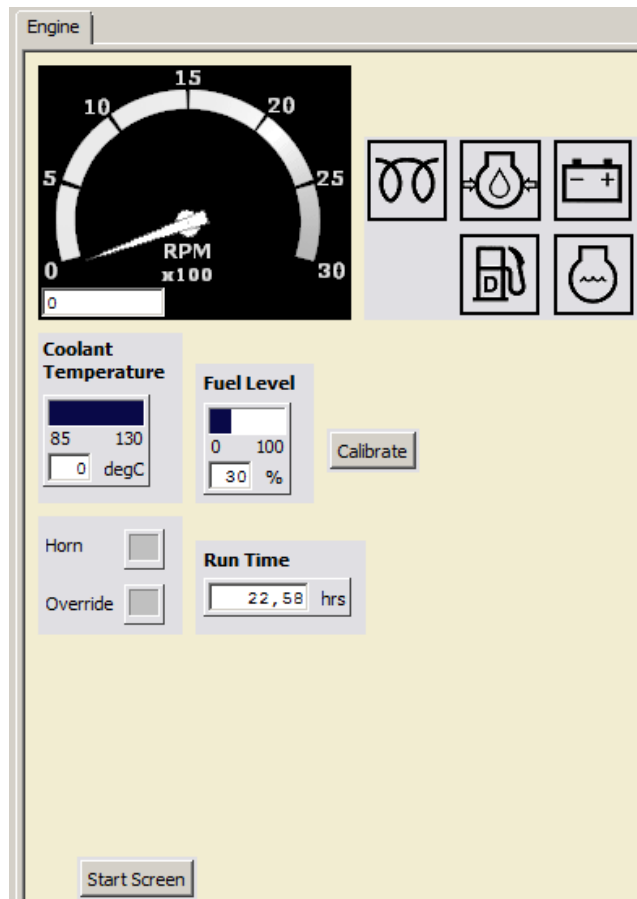 Engine
15
10
20
5
25
RPM
x100
0
30
0
- +
D
Coolant
Temperature
85 130
0 degC
Fuel Level
0 100
30 %
Calibrate
Horn
Override
Run Time
22,58 hrs
Start Screen